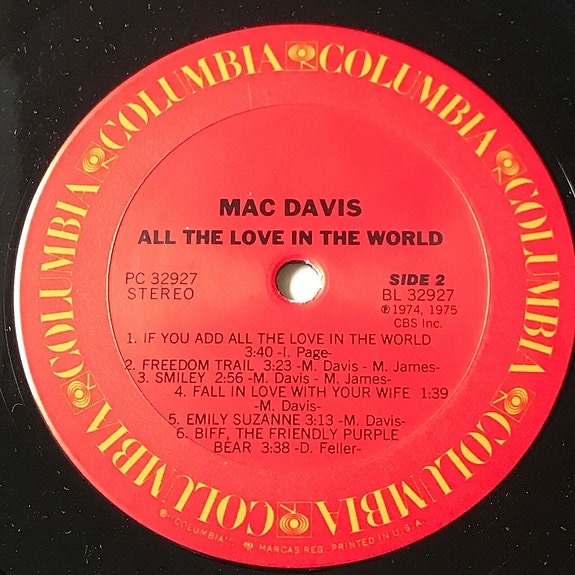 COLUMBIA COLUMBIA COLUMBIA COLUMBIA COLUMBIA COLUMBIA
MAC DAVIS
ALL THE LOVE IN THE WORLD
PC 32927 SIDE 2
STEREO BL 32927
℗ 1974, 1975
CBS Inc.
1. IF YOU ADD ALL THE LOVE IN THE WORLD
3:40 -I. Page-
2. FREEDOM TRAIL 3:23 -M. Davis - M. James-
3. SMILEY 2:56 -M. Davis - M. James-
4. FALL IN LOVE WITH YOUR WIFE 1:39
-M. Davis-
5. EMILY SUZANNE 3:13 -M. Davis-
6. BIFF, THE FRIENDLY PURPLE
BEAR 3:38 -D. Feller-
® "COLUMBIA", MARCAS REG. PRINTED IN U.S.A.